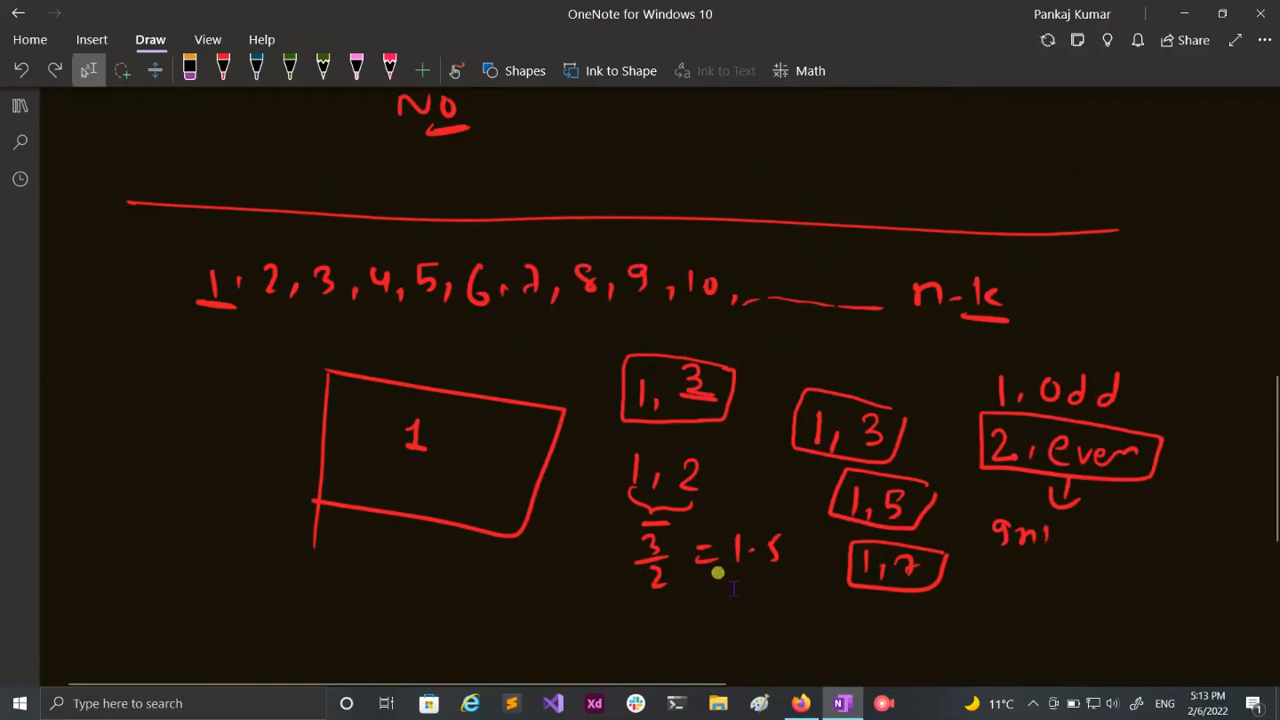 OneNote for Windows 10
Pankaj Kumar
Home Insert Draw View Help
Share
Shapes Ink to Shape Ink to Text Math
NO
1, 2, 3, 4, 5, 6, 7, 8, 9, 10, ------ n-k
1
1, 3
1, 2
3/2 = 1.5
1, 3
1, 5
1, 7
1. Odd
2. even
Type here to search
11°C
ENG
5:13 PM
2/6/2022